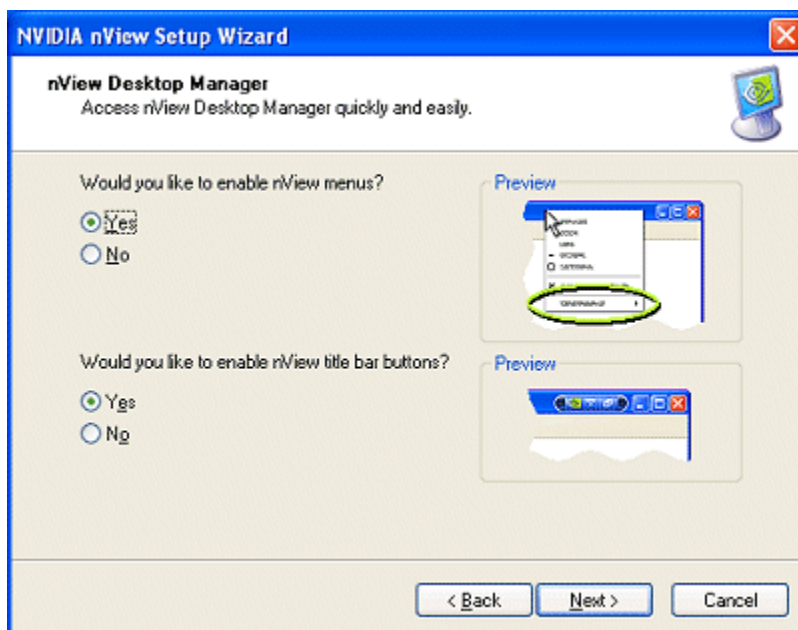 NVIDIA nView Setup Wizard
nView Desktop Manager
Access nView Desktop Manager quickly and easily.
Would you like to enable nView menus?
Yes
No
Preview
Would you like to enable nView title bar buttons?
Yes
No
Preview
< Back
Next >
Cancel